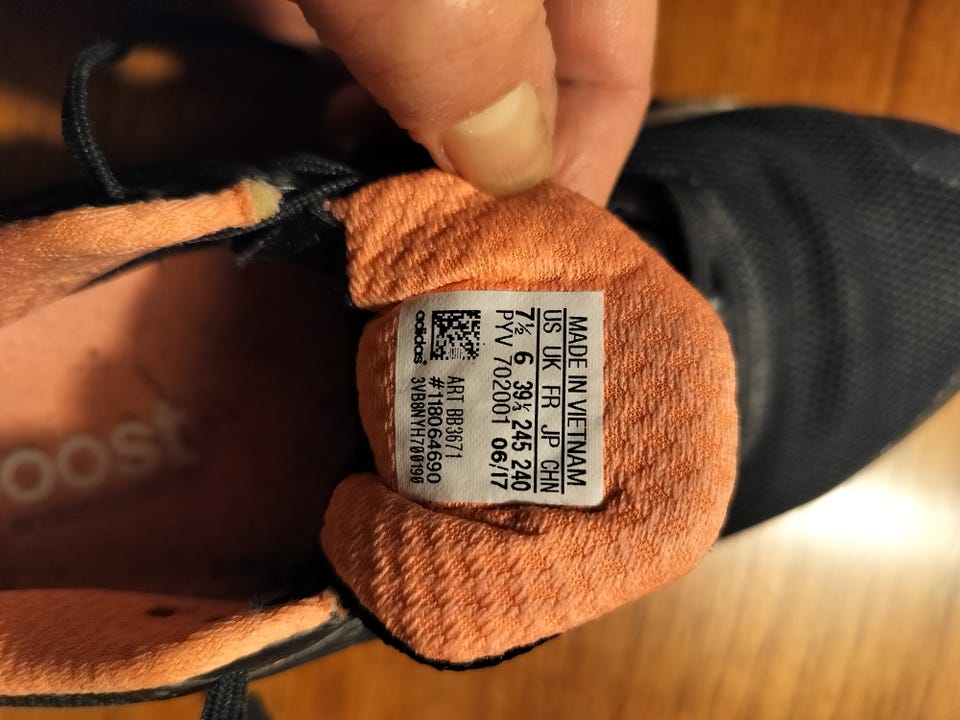 MADE IN VIETNAM
US UK FR JP CHN
7½ 6 39⅓ 245 240
PYV 702001 06/17
adidas
ART BB3671
#118064690
3VB8NYH700190
oost